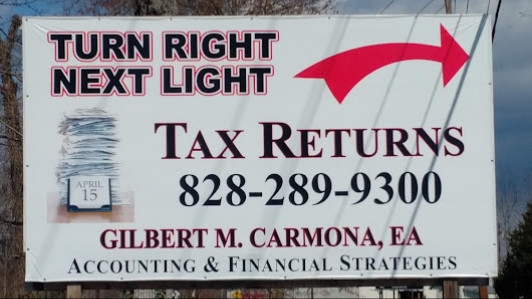 TURN RIGHT
NEXT LIGHT
APRIL
15
TAX RETURNS
828-289-9300
GILBERT M. CARMONA, EA
ACCOUNTING & FINANCIAL STRATEGIES